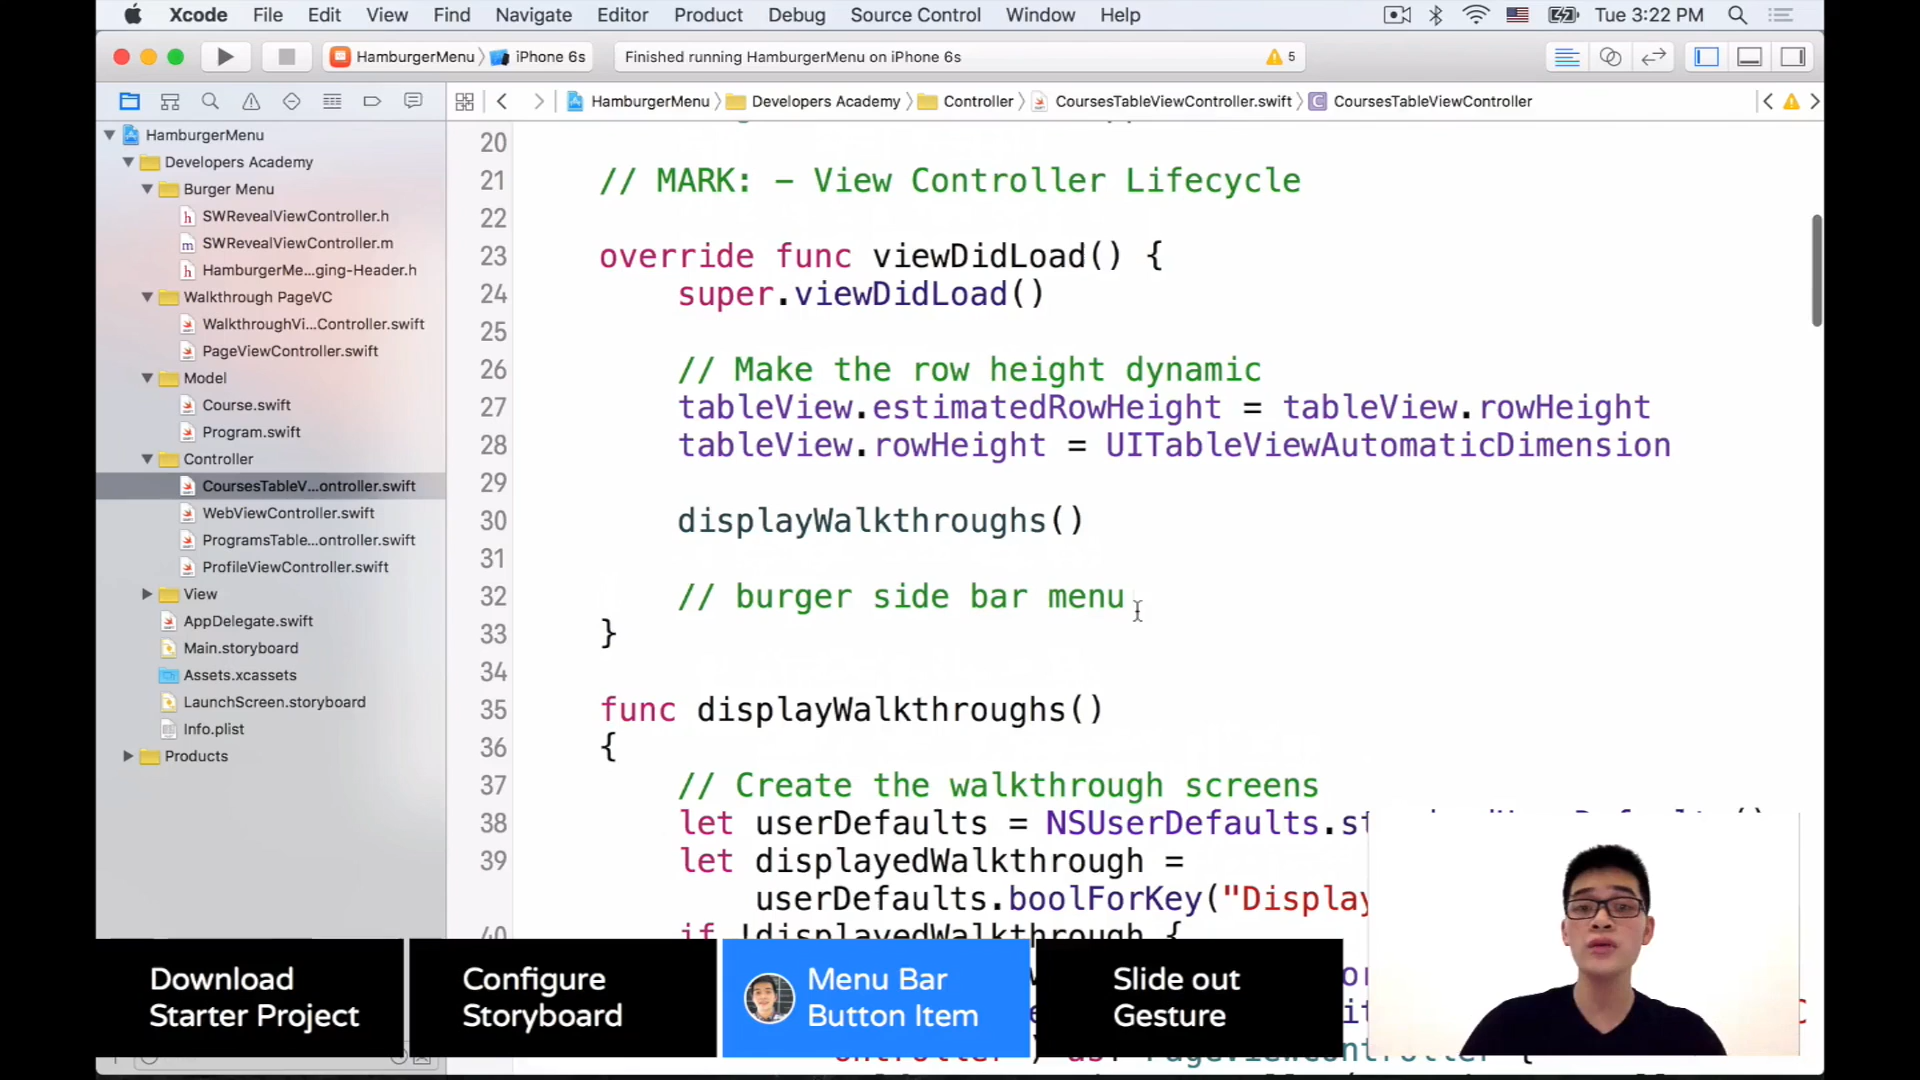 Xcode File Edit View Find Navigate Editor Product Debug Source Control Window Help Tue 3:22 PM
HamburgerMenu iPhone 6s Finished running HamburgerMenu on iPhone 6s 5
HamburgerMenu Developers Academy Controller CoursesTableViewController.swift C CoursesTableViewController
HamburgerMenu
Developers Academy
Burger Menu
h SWRevealViewController.h
m SWRevealViewController.m
h HamburgerMe...ging-Header.h
Walkthrough PageVC
WalkthroughVi...Controller.swift
PageViewController.swift
Model
Course.swift
Program.swift
Controller
CoursesTableV...ontroller.swift
WebViewController.swift
ProgramsTable...ontroller.swift
ProfileViewController.swift
View
AppDelegate.swift
Main.storyboard
Assets.xcassets
LaunchScreen.storyboard
Info.plist
Products
20
21 // MARK: - View Controller Lifecycle
22
23 override func viewDidLoad() {
24 super.viewDidLoad()
25
26 // Make the row height dynamic
27 tableView.estimatedRowHeight = tableView.rowHeight
28 tableView.rowHeight = UITableViewAutomaticDimension
29
30 displayWalkthroughs()
31
32 // burger side bar menu
33 }
34
35 func displayWalkthroughs()
36 {
37 // Create the walkthrough screens
38 let userDefaults = NSUserDefaults.
39 let displayedWalkthrough =
userDefaults.boolForKey("Display
40 if !displayedWalkthrough {
Download
Starter Project
Configure
Storyboard
Menu Bar
Button Item
Slide out
Gesture